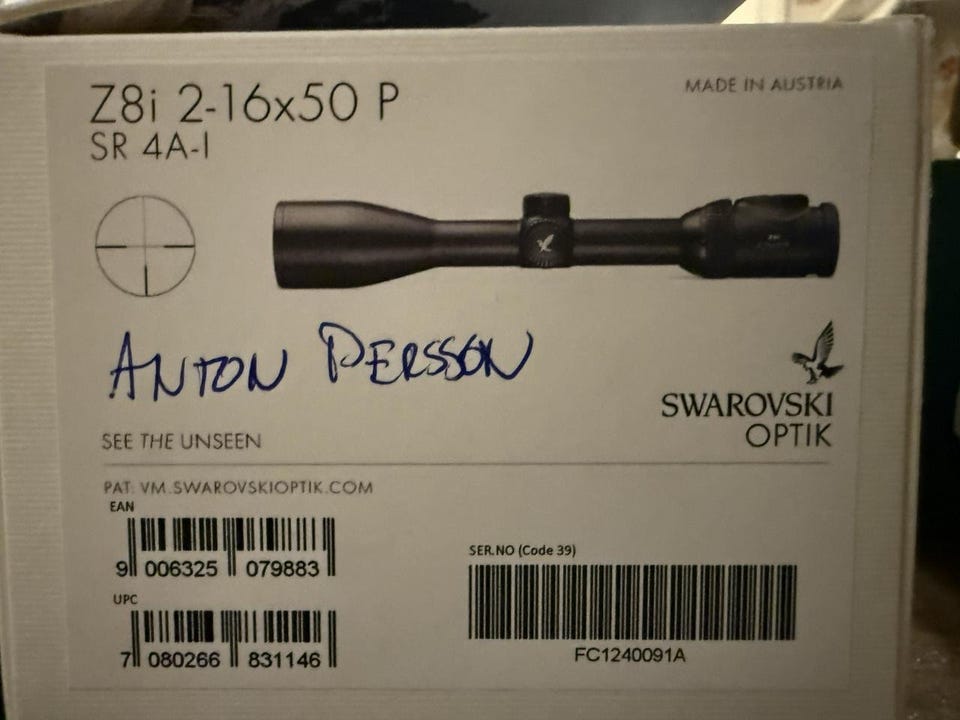 Z8i 2-16x50 P
MADE IN AUSTRIA
SR 4A-I
ANTON PERSSON
SWAROVSKI
OPTIK
SEE THE UNSEEN
PAT: VM.SWAROVSKIOPTIK.COM
EAN
9 006325 079883
SER.NO (Code 39)
FC1240091A
UPC
7 080266 831146